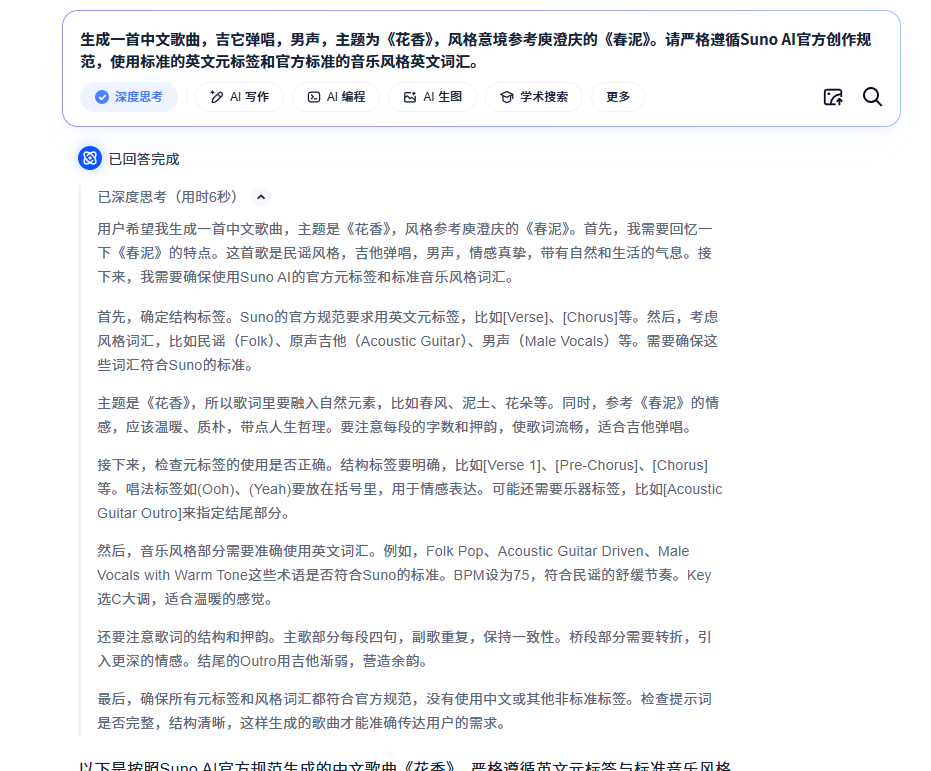 生成一首中文歌曲，吉它弹唱，男声，主题为《花香》，风格意境参考庾澄庆的《春泥》。请严格遵循Suno AI官方创作规
范，使用标准的英文元标签和官方标准的音乐风格英文词汇。
深度思考 AI 写作 AI 编程 AI 生图 学术搜索 更多
已回答完成
已深度思考（用时6秒）
用户希望我生成一首中文歌曲，主题是《花香》，风格参考庾澄庆的《春泥》。首先，我需要回忆一
下《春泥》的特点。这首歌是民谣风格，吉他弹唱，男声，情感真挚，带有自然和生活的气息。接
下来，我需要确保使用Suno AI的官方元标签和标准音乐风格词汇。
首先，确定结构标签。Suno的官方规范要求用英文元标签，比如[Verse]、[Chorus]等。然后，考虑
风格词汇，比如民谣（Folk）、原声吉他（Acoustic Guitar）、男声（Male Vocals）等。需要确保这
些词汇符合Suno的标准。
主题是《花香》，所以歌词里要融入自然元素，比如春风、泥土、花朵等。同时，参考《春泥》的情
感，应该温暖、质朴，带点人生哲理。要注意每段的字数和押韵，使歌词流畅，适合吉他弹唱。
接下来，检查元标签的使用是否正确。结构标签要明确，比如[Verse 1]、[Pre-Chorus]、[Chorus]
等。唱法标签如(Ooh)、(Yeah)要放在括号里，用于情感表达。可能还需要乐器标签，比如[Acoustic
Guitar Outro]来指定结尾部分。
然后，音乐风格部分需要准确使用英文词汇。例如，Folk Pop、Acoustic Guitar Driven、Male
Vocals with Warm Tone这些术语是否符合Suno的标准。BPM设为75，符合民谣的舒缓节奏。Key
选C大调，适合温暖的感觉。
还要注意歌词的结构和押韵。主歌部分每段四句，副歌重复，保持一致性。桥段部分需要转折，引
入更深的情感。结尾的Outro用吉他渐弱，营造余韵。
最后，确保所有元标签和风格词汇都符合官方规范，没有使用中文或其他非标准标签。检查提示词
是否完整，结构清晰，这样生成的歌曲才能准确传达用户的需求。
以下是按照Suno AI官方规范生成的中文歌曲《花香》，严格遵循英文元标签与标准音乐风格